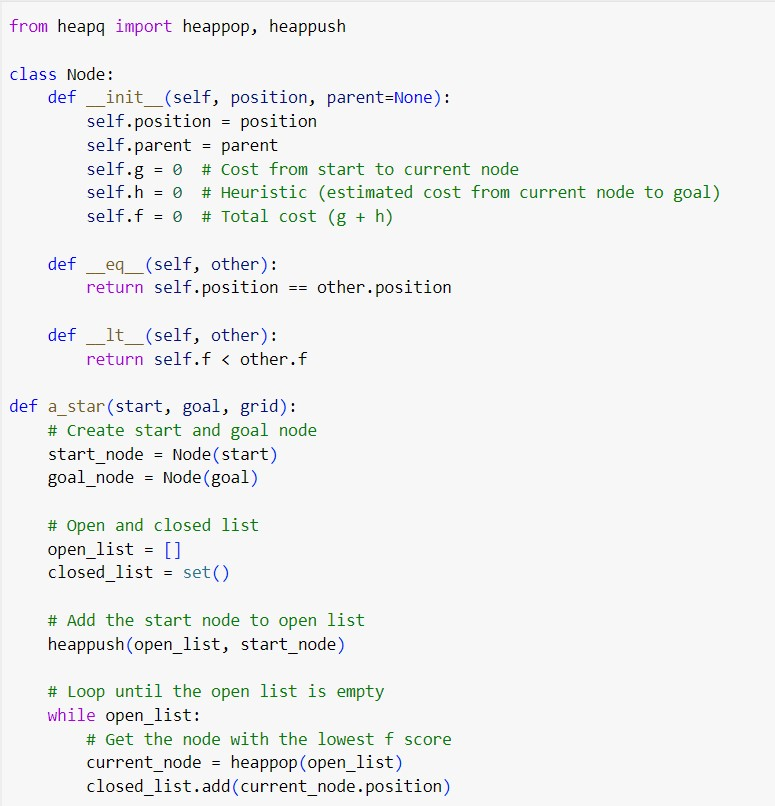 from heapq import heappop, heappush
class Node:
    def __init__(self, position, parent=None):
        self.position = position
        self.parent = parent
        self.g = 0  # Cost from start to current node
        self.h = 0  # Heuristic (estimated cost from current node to goal)
        self.f = 0  # Total cost (g + h)
    def __eq__(self, other):
        return self.position == other.position
    def __lt__(self, other):
        return self.f < other.f
def a_star(start, goal, grid):
    # Create start and goal node
    start_node = Node(start)
    goal_node = Node(goal)
    # Open and closed list
    open_list = []
    closed_list = set()
    # Add the start node to open list
    heappush(open_list, start_node)
    # Loop until the open list is empty
    while open_list:
        # Get the node with the lowest f score
        current_node = heappop(open_list)
        closed_list.add(current_node.position)